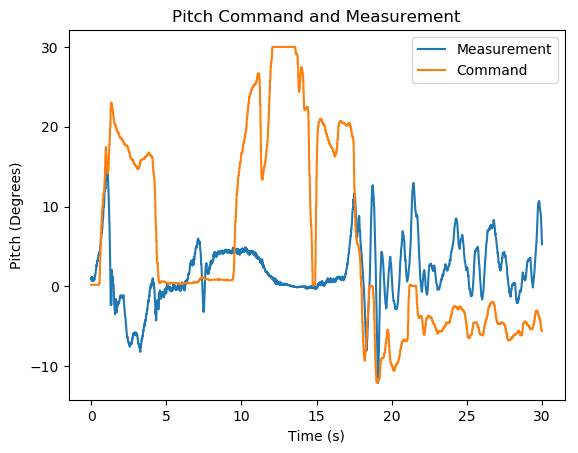 Pitch Command and Measurement
Measurement
Command
Pitch (Degrees)
30
20
10
0
−10
0
5
10
15
20
25
30
Time (s)